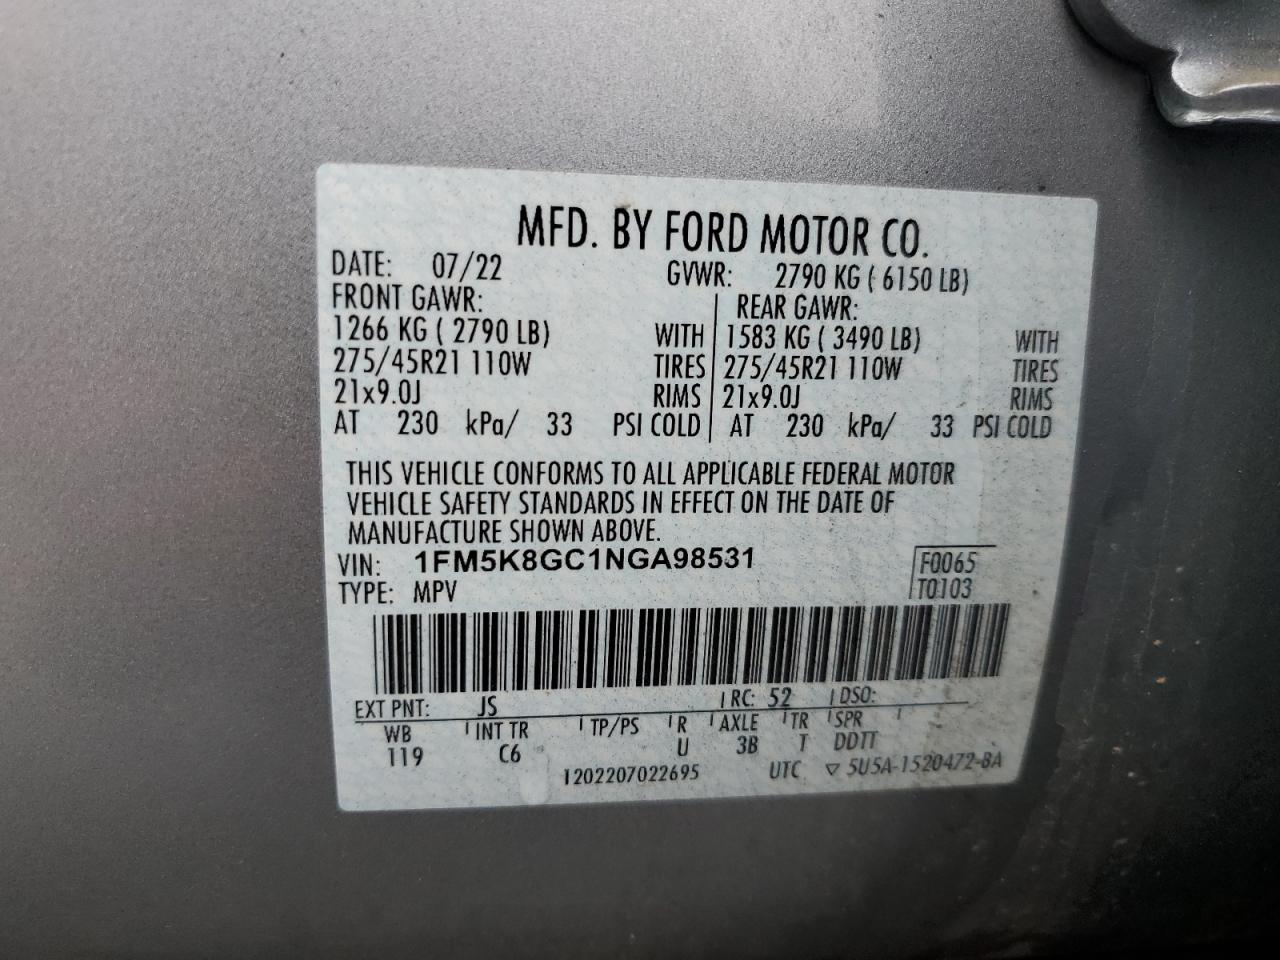 MFD. BY FORD MOTOR CO.
DATE: 07/22 GVWR: 2790 KG ( 6150 LB)
FRONT GAWR: REAR GAWR:
1266 KG ( 2790 LB) WITH 1583 KG ( 3490 LB) WITH
275/45R21 110W TIRES 275/45R21 110W TIRES
21x9.0J RIMS 21x9.0J RIMS
AT 230 kPa/ 33 PSI COLD AT 230 kPa/ 33 PSI COLD
THIS VEHICLE CONFORMS TO ALL APPLICABLE FEDERAL MOTOR
VEHICLE SAFETY STANDARDS IN EFFECT ON THE DATE OF
MANUFACTURE SHOWN ABOVE.
VIN: 1FM5K8GC1NGA98531 F0065
TYPE: MPV T0103
EXT PNT: JS RC: 52 DSO:
WB INT TR TP/PS R AXLE TR SPR
119 C6 U 3B T DDTT
1202207022695 UTC ▽ 5U5A-1520472-BA